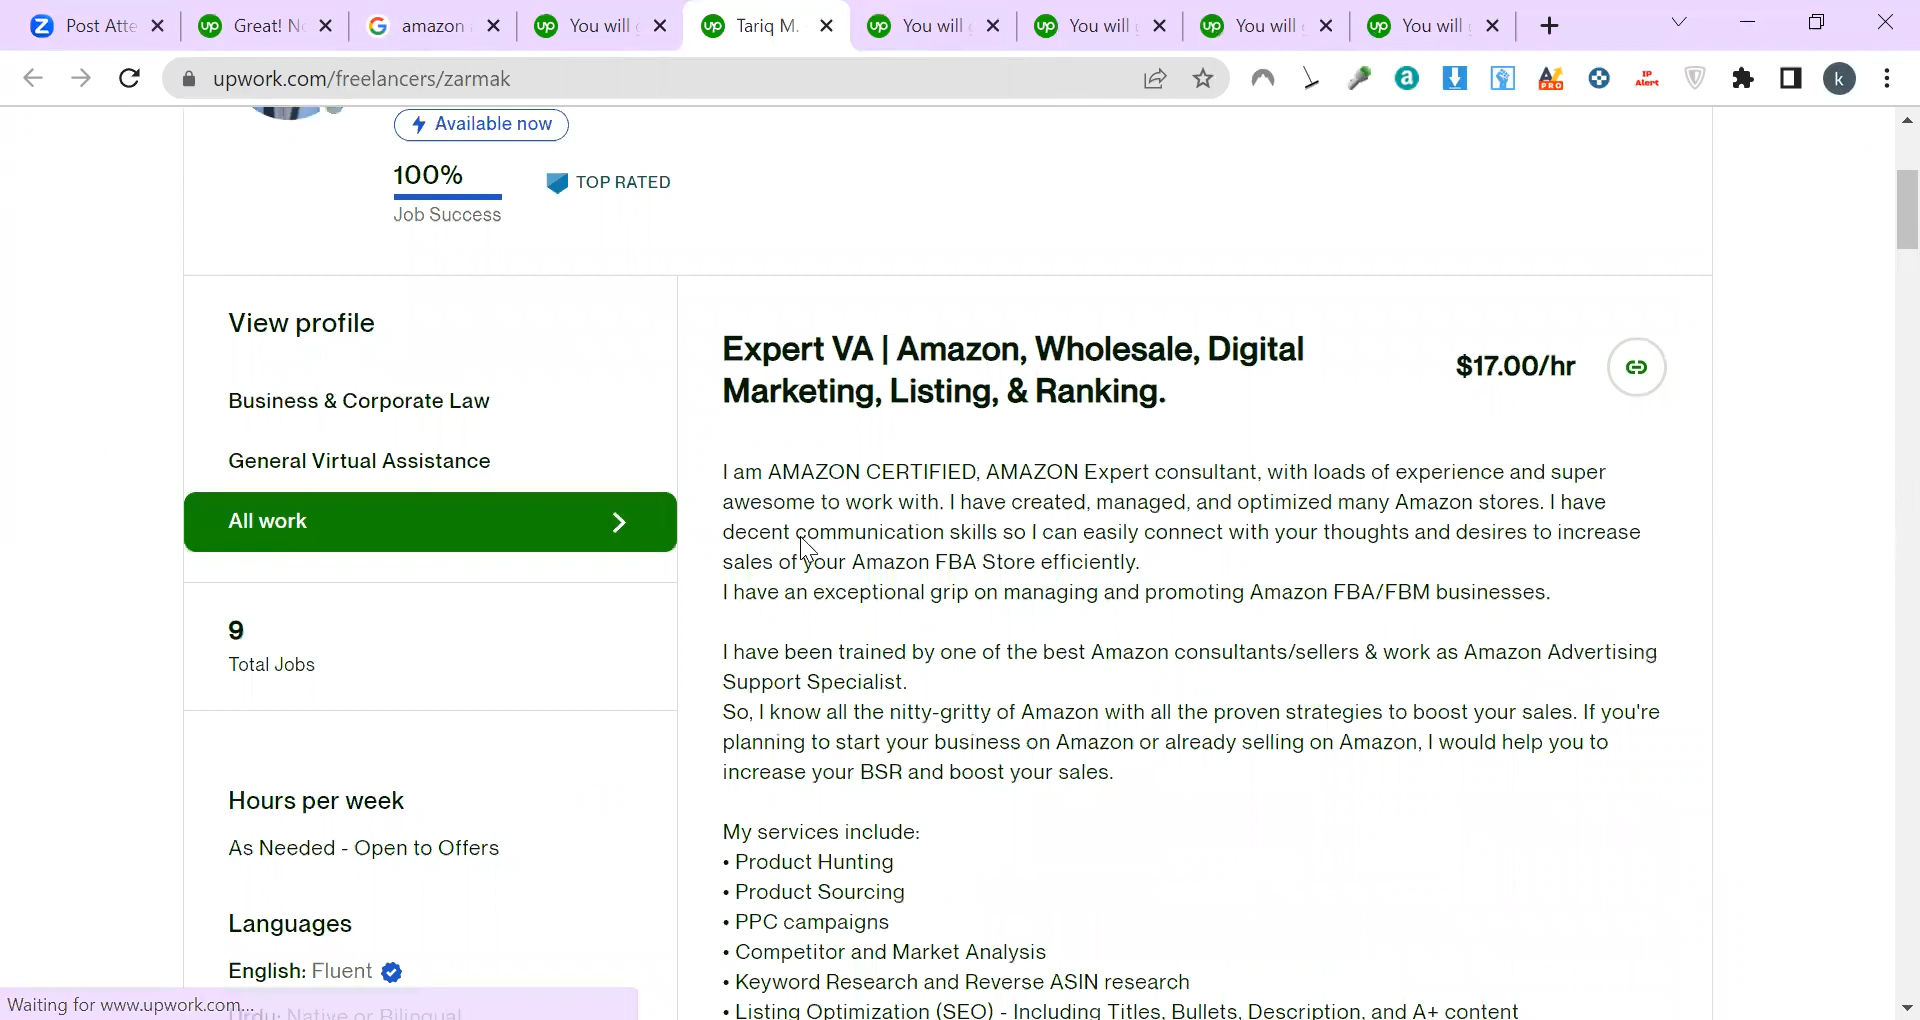 Post Atte
Great! No
amazon
You will
Tariq M.
You will
You will
You will
You will
upwork.com/freelancers/zarmak
IP Alert
PRO
k
Available now
100%
Job Success
TOP RATED
View profile
Business & Corporate Law
General Virtual Assistance
All work
9
Total Jobs
Hours per week
As Needed - Open to Offers
Languages
English: Fluent
Urdu: Native or Bilingual
Waiting for www.upwork.com...
Expert VA | Amazon, Wholesale, Digital
Marketing, Listing, & Ranking.
$17.00/hr
I am AMAZON CERTIFIED, AMAZON Expert consultant, with loads of experience and super
awesome to work with. I have created, managed, and optimized many Amazon stores. I have
decent communication skills so I can easily connect with your thoughts and desires to increase
sales of your Amazon FBA Store efficiently.
I have an exceptional grip on managing and promoting Amazon FBA/FBM businesses.
I have been trained by one of the best Amazon consultants/sellers & work as Amazon Advertising
Support Specialist.
So, I know all the nitty-gritty of Amazon with all the proven strategies to boost your sales. If you're
planning to start your business on Amazon or already selling on Amazon, I would help you to
increase your BSR and boost your sales.
My services include:
• Product Hunting
• Product Sourcing
• PPC campaigns
• Competitor and Market Analysis
• Keyword Research and Reverse ASIN research
• Listing Optimization (SEO) - Including Titles, Bullets, Description, and A+ content